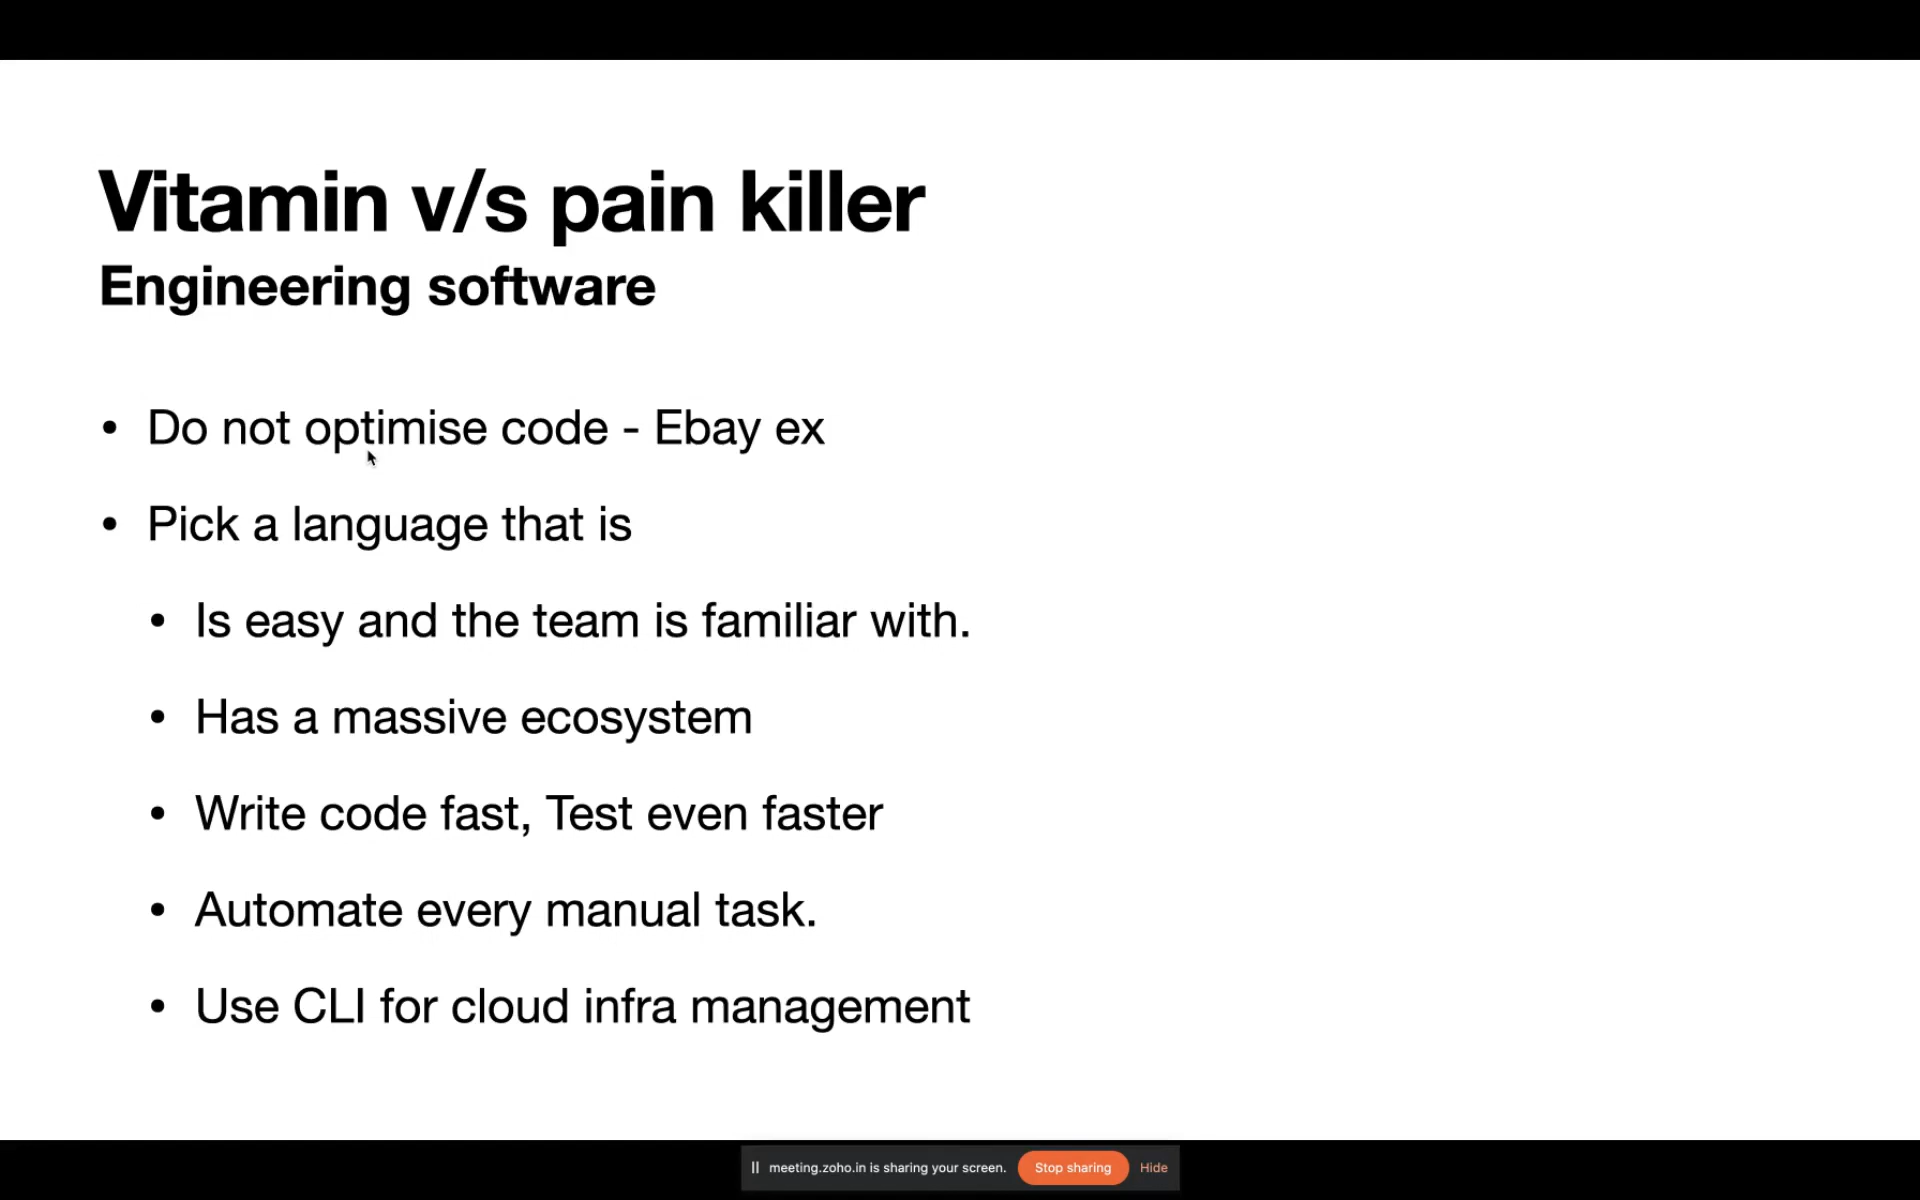 Vitamin v/s pain killer
Engineering software
• Do not optimise code - Ebay ex
• Pick a language that is
• Is easy and the team is familiar with.
• Has a massive ecosystem
• Write code fast, Test even faster
• Automate every manual task.
• Use CLI for cloud infra management
meeting.zoho.in is sharing your screen. Stop sharing Hide